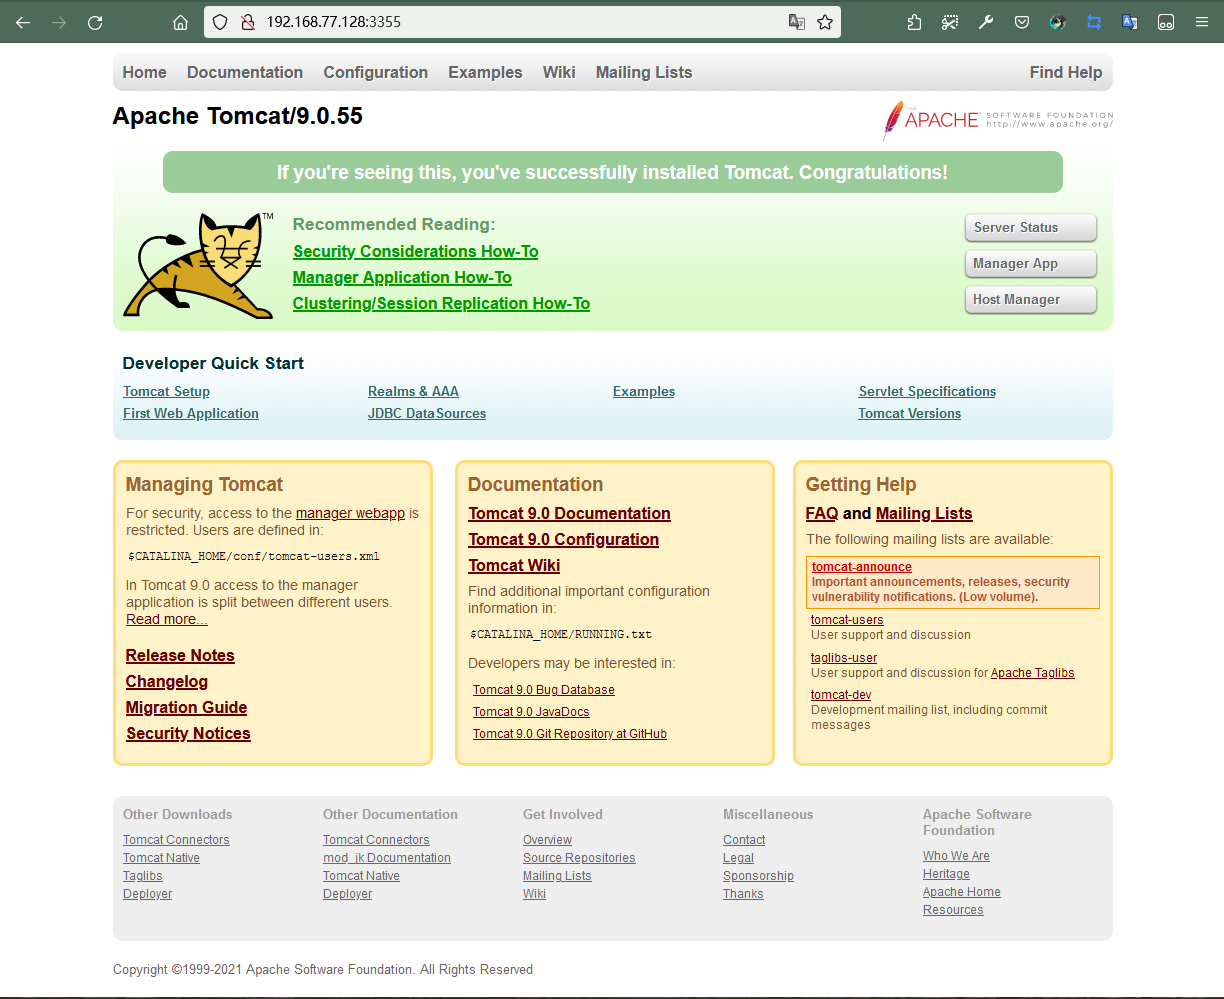 192.168.77.128:3355
Home Documentation Configuration Examples Wiki Mailing Lists Find Help
Apache Tomcat/9.0.55
THE APACHE SOFTWARE FOUNDATION
http://www.apache.org/
If you're seeing this, you've successfully installed Tomcat. Congratulations!
TM
Recommended Reading:
Security Considerations How-To
Manager Application How-To
Clustering/Session Replication How-To
Server Status
Manager App
Host Manager
Developer Quick Start
Tomcat Setup
First Web Application
Realms & AAA
JDBC DataSources
Examples
Servlet Specifications
Tomcat Versions
Managing Tomcat
For security, access to the manager webapp is
restricted. Users are defined in:
$CATALINA_HOME/conf/tomcat-users.xml
In Tomcat 9.0 access to the manager
application is split between different users.
Read more...
Release Notes
Changelog
Migration Guide
Security Notices
Documentation
Tomcat 9.0 Documentation
Tomcat 9.0 Configuration
Tomcat Wiki
Find additional important configuration
information in:
$CATALINA_HOME/RUNNING.txt
Developers may be interested in:
Tomcat 9.0 Bug Database
Tomcat 9.0 JavaDocs
Tomcat 9.0 Git Repository at GitHub
Getting Help
FAQ and Mailing Lists
The following mailing lists are available:
tomcat-announce
Important announcements, releases, security
vulnerability notifications. (Low volume).
tomcat-users
User support and discussion
taglibs-user
User support and discussion for Apache Taglibs
tomcat-dev
Development mailing list, including commit
messages
Other Downloads
Tomcat Connectors
Tomcat Native
Taglibs
Deployer
Other Documentation
Tomcat Connectors
mod_jk Documentation
Tomcat Native
Deployer
Get Involved
Overview
Source Repositories
Mailing Lists
Wiki
Miscellaneous
Contact
Legal
Sponsorship
Thanks
Apache Software
Foundation
Who We Are
Heritage
Apache Home
Resources
Copyright ©1999-2021 Apache Software Foundation. All Rights Reserved